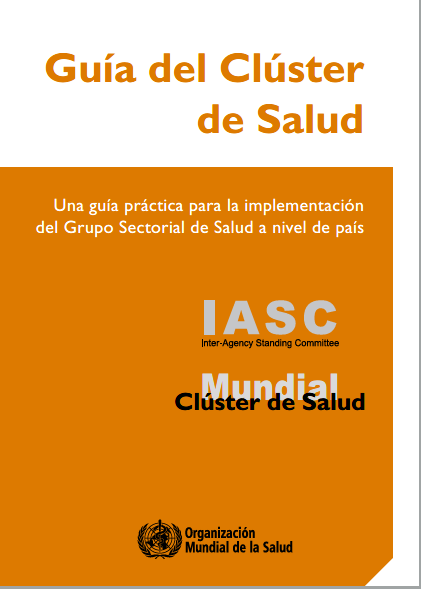 Guía del Clúster
de Salud
Una guía práctica para la implementación
del Grupo Sectorial de Salud a nivel de país
IASC
Inter-Agency Standing Committee
Mundial
Clúster de Salud
Organización
Mundial de la Salud